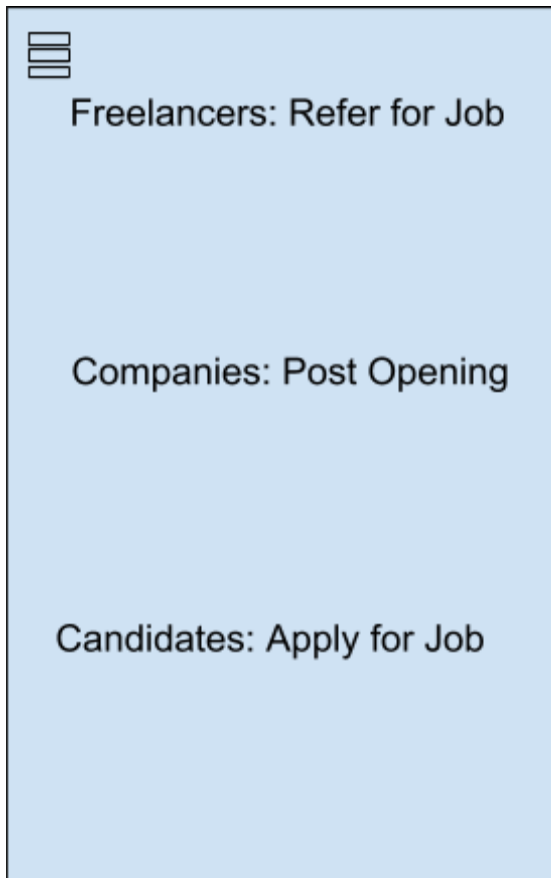 Freelancers: Refer for Job
Companies: Post Opening
Candidates: Apply for Job